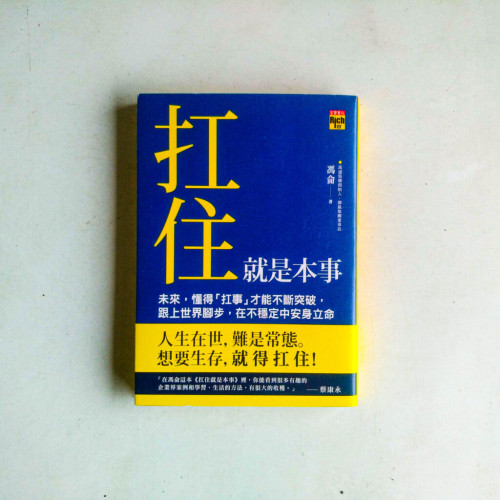 扛住
就是本事
Rich
馮侖 著
未來,懂得「扛事」才能不斷突破,
跟上世界腳步,在不穩定中安身立命
人生在世,難是常態。
想要生存,就得扛住!
「在馮侖這本《扛住就是本事》裡,你能看到很多有趣的
企業界案例和學習、生活的方法,有很大的收穫。」
——蔡康永